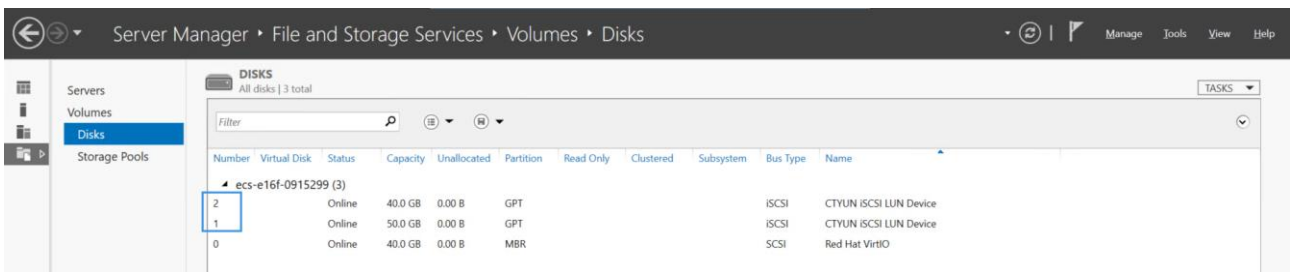 Server Manager ‣ File and Storage Services ‣ Volumes ‣ Disks
Manage Tools View Help
Servers
Volumes
Disks
Storage Pools
DISKS
All disks | 3 total
TASKS
Filter
Number Virtual Disk Status Capacity Unallocated Partition Read Only Clustered Subsystem Bus Type Name
ecs-e16f-0915299 (3)
2 Online 40.0 GB 0.00 B GPT iSCSI CTYUN iSCSI LUN Device
1 Online 50.0 GB 0.00 B GPT iSCSI CTYUN iSCSI LUN Device
0 Online 40.0 GB 0.00 B MBR SCSI Red Hat VirtIO